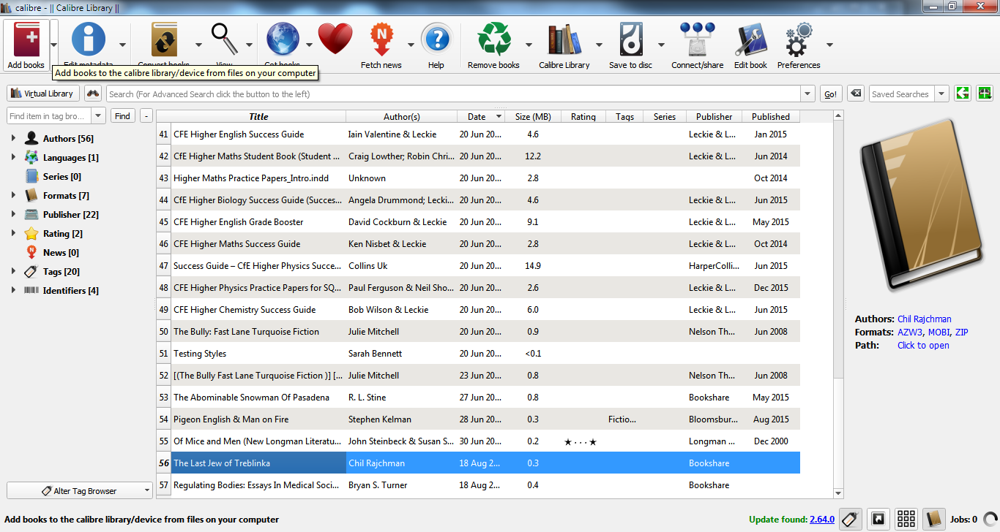 calibre - || Calibre Library ||
Add books
Edit metadata
Convert books
View
Get books
Fetch news
Help
Remove books
Calibre Library
Save to disc
Connect/share
Edit book
Preferences
Add books to the calibre library/device from files on your computer
Virtual Library
Search (For Advanced Search click the button to the left)
Go!
Saved Searches
Find item in tag bro...
Find
-
Authors [56]
Languages [1]
Series [0]
Formats [7]
Publisher [22]
Rating [2]
News [0]
Tags [20]
Identifiers [4]
Alter Tag Browser
Title Author(s) Date Size (MB) Rating Tags Series Publisher Published
41 CFE Higher English Success Guide Iain Valentine & Leckie 20 Jun 20... 4.6 Leckie & L... Jan 2015
42 CfE Higher Maths Student Book (Student ... Craig Lowther; Robin Chri... 20 Jun 20... 12.2 Leckie & L... Jun 2014
43 Higher Maths Practice Papers_Intro.indd Unknown 20 Jun 20... 2.8 Oct 2014
44 CfE Higher Biology Success Guide (Succes... Angela Drummond; Lecki... 20 Jun 20... 4.6 Leckie & L... Jun 2015
45 CFE Higher English Grade Booster David Cockburn & Leckie 20 Jun 20... 9.1 Leckie & L... May 2015
46 CFE Higher Maths Success Guide Ken Nisbet & Leckie 20 Jun 20... 2.8 Leckie & L... Oct 2014
47 Success Guide – CfE Higher Physics Succe... Collins Uk 20 Jun 20... 14.9 HarperColli... Jun 2015
48 CFE Higher Physics Practice Papers for SQ... Paul Ferguson & Neil Sho... 20 Jun 20... 2.6 Leckie & L... Dec 2015
49 CFE Higher Chemistry Success Guide Bob Wilson & Leckie 20 Jun 20... 6.0 Leckie & L... Jun 2015
50 The Bully: Fast Lane Turquoise Fiction Julie Mitchell 20 Jun 20... 0.9 Nelson Th... Jun 2008
51 Testing Styles Sarah Bennett 20 Jun 20... <0.1
52 [(The Bully Fast Lane Turquoise Fiction )] [... Julie Mitchell 23 Jun 20... 0.8 Nelson Th... Jun 2008
53 The Abominable Snowman Of Pasadena R. L. Stine 27 Jun 20... 0.8 Bookshare May 2015
54 Pigeon English & Man on Fire Stephen Kelman 28 Jun 20... 0.3 Fictio... Bloomsbur... Aug 2015
55 Of Mice and Men (New Longman Literatu... John Steinbeck & Susan S... 30 Jun 20... 0.2 ★···★ Longman ... Dec 2000
56 The Last Jew of Treblinka Chil Rajchman 18 Aug 2... 0.3 Bookshare
57 Regulating Bodies: Essays In Medical Soci... Bryan S. Turner 18 Aug 2... 0.4 Bookshare
Authors: Chil Rajchman
Formats: AZW3, MOBI, ZIP
Path: Click to open
Add books to the calibre library/device from files on your computer
Update found: 2.64.0
Jobs: 0